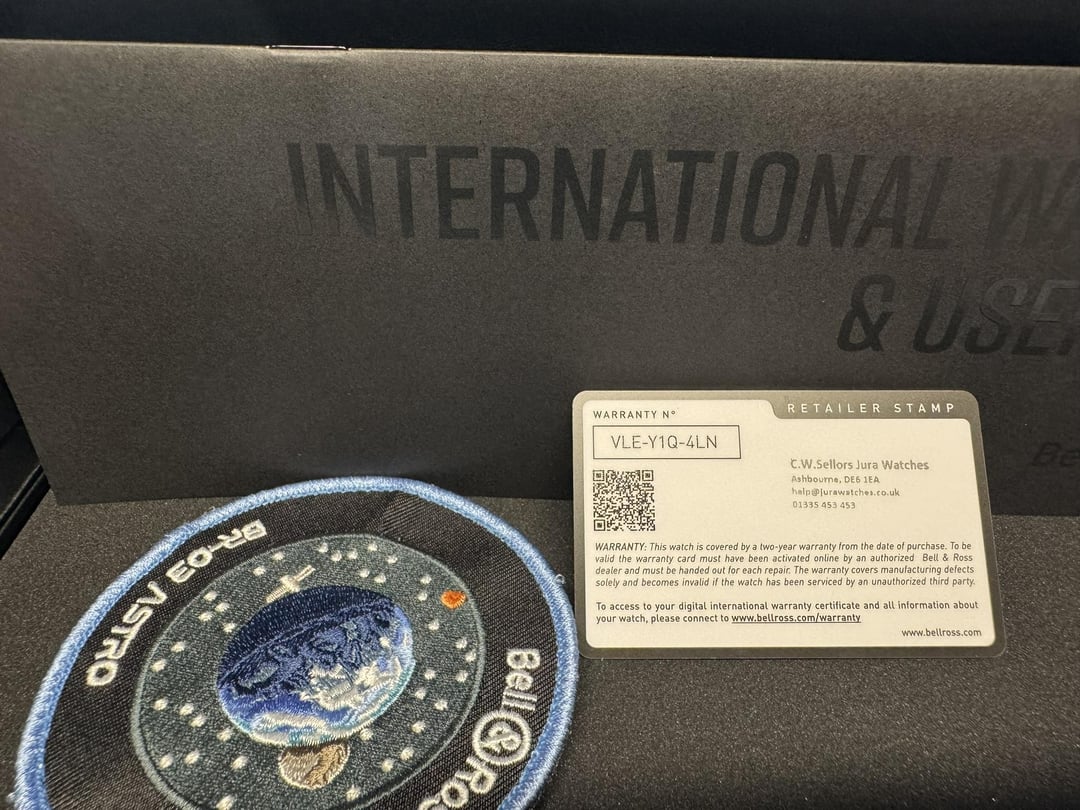 INTERNATIONAL
&
WARRANTY N°
RETAILER STAMP
VLE-Y1Q-4LN
C.W.Sellors Jura Watches
Ashbourne, DE6 1EA
help@jurawatches.co.uk
01335 453 453
WARRANTY: This watch is covered by a two-year warranty from the date of purchase. To be
valid the warranty card must have been activated online by an authorized Bell & Ross
dealer and must be handed out for each repair. The warranty covers manufacturing defects
solely and becomes invalid if the watch has been serviced by an unauthorized third party.
To access to your digital international warranty certificate and all information about
your watch, please connect to www.bellross.com/warranty
www.bellross.com
BR-03 ASTRO
Bell & Ros